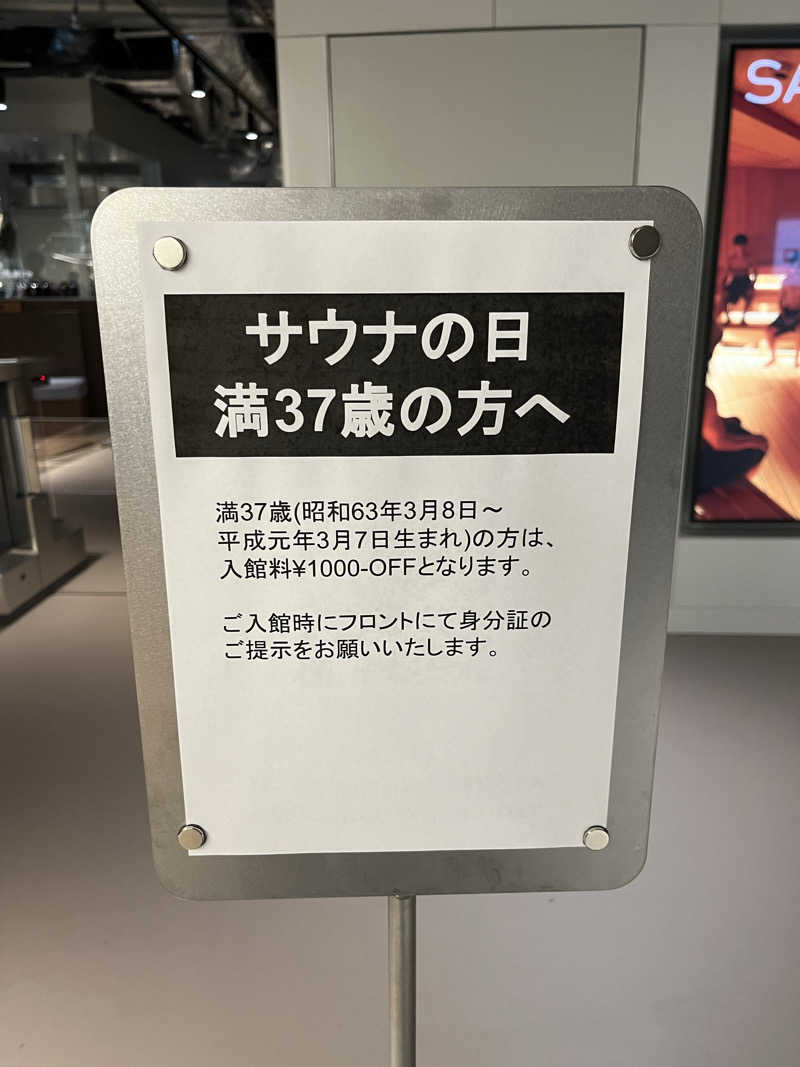 サウナの日
満37歳の方へ
満37歳(昭和63年3月8日～
平成元年3月7日生まれ)の方は、
入館料¥1000-OFFとなります。
ご入館時にフロントにて身分証の
ご提示をお願いいたします。
SA